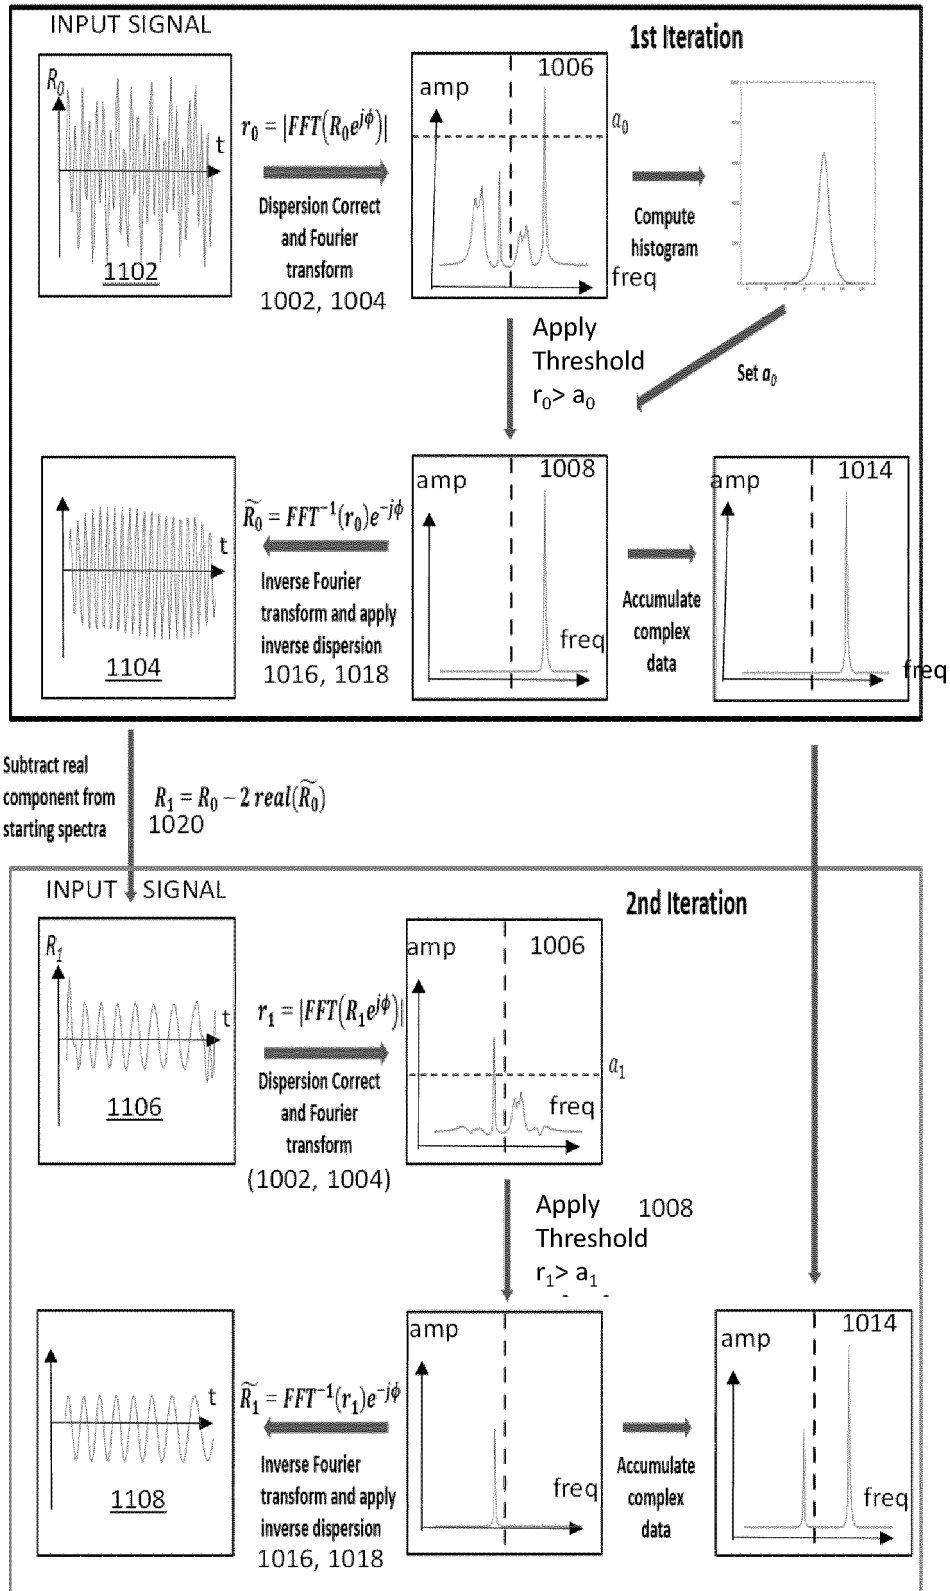 INPUT SIGNAL
1st Iteration
R₀
t
1102
r₀ = |FFT(R₀e^{jϕ})|
Dispersion Correct
and Fourier
transform
1002, 1004
amp
1006
a₀
freq
Compute
histogram
Apply
Threshold
r₀> a₀
Set a₀
t
1104
R̃₀ = FFT⁻¹(r₀)e^{-jϕ}
Inverse Fourier
transform and apply
inverse dispersion
1016, 1018
amp
1008
freq
Accumulate
complex
data
amp
1014
freq
Subtract real
component from
starting spectra
R₁ = R₀ − 2 real(R̃₀)
1020
INPUT SIGNAL
2nd Iteration
R₁
t
1106
r₁ = |FFT(R₁e^{jϕ})|
Dispersion Correct
and Fourier
transform
(1002, 1004)
amp
1006
a₁
freq
Apply 1008
Threshold
r₁> a₁
t
1108
R̃₁ = FFT⁻¹(r₁)e^{-jϕ}
Inverse Fourier
transform and apply
inverse dispersion
1016, 1018
amp
freq
Accumulate
complex
data
amp
1014
freq